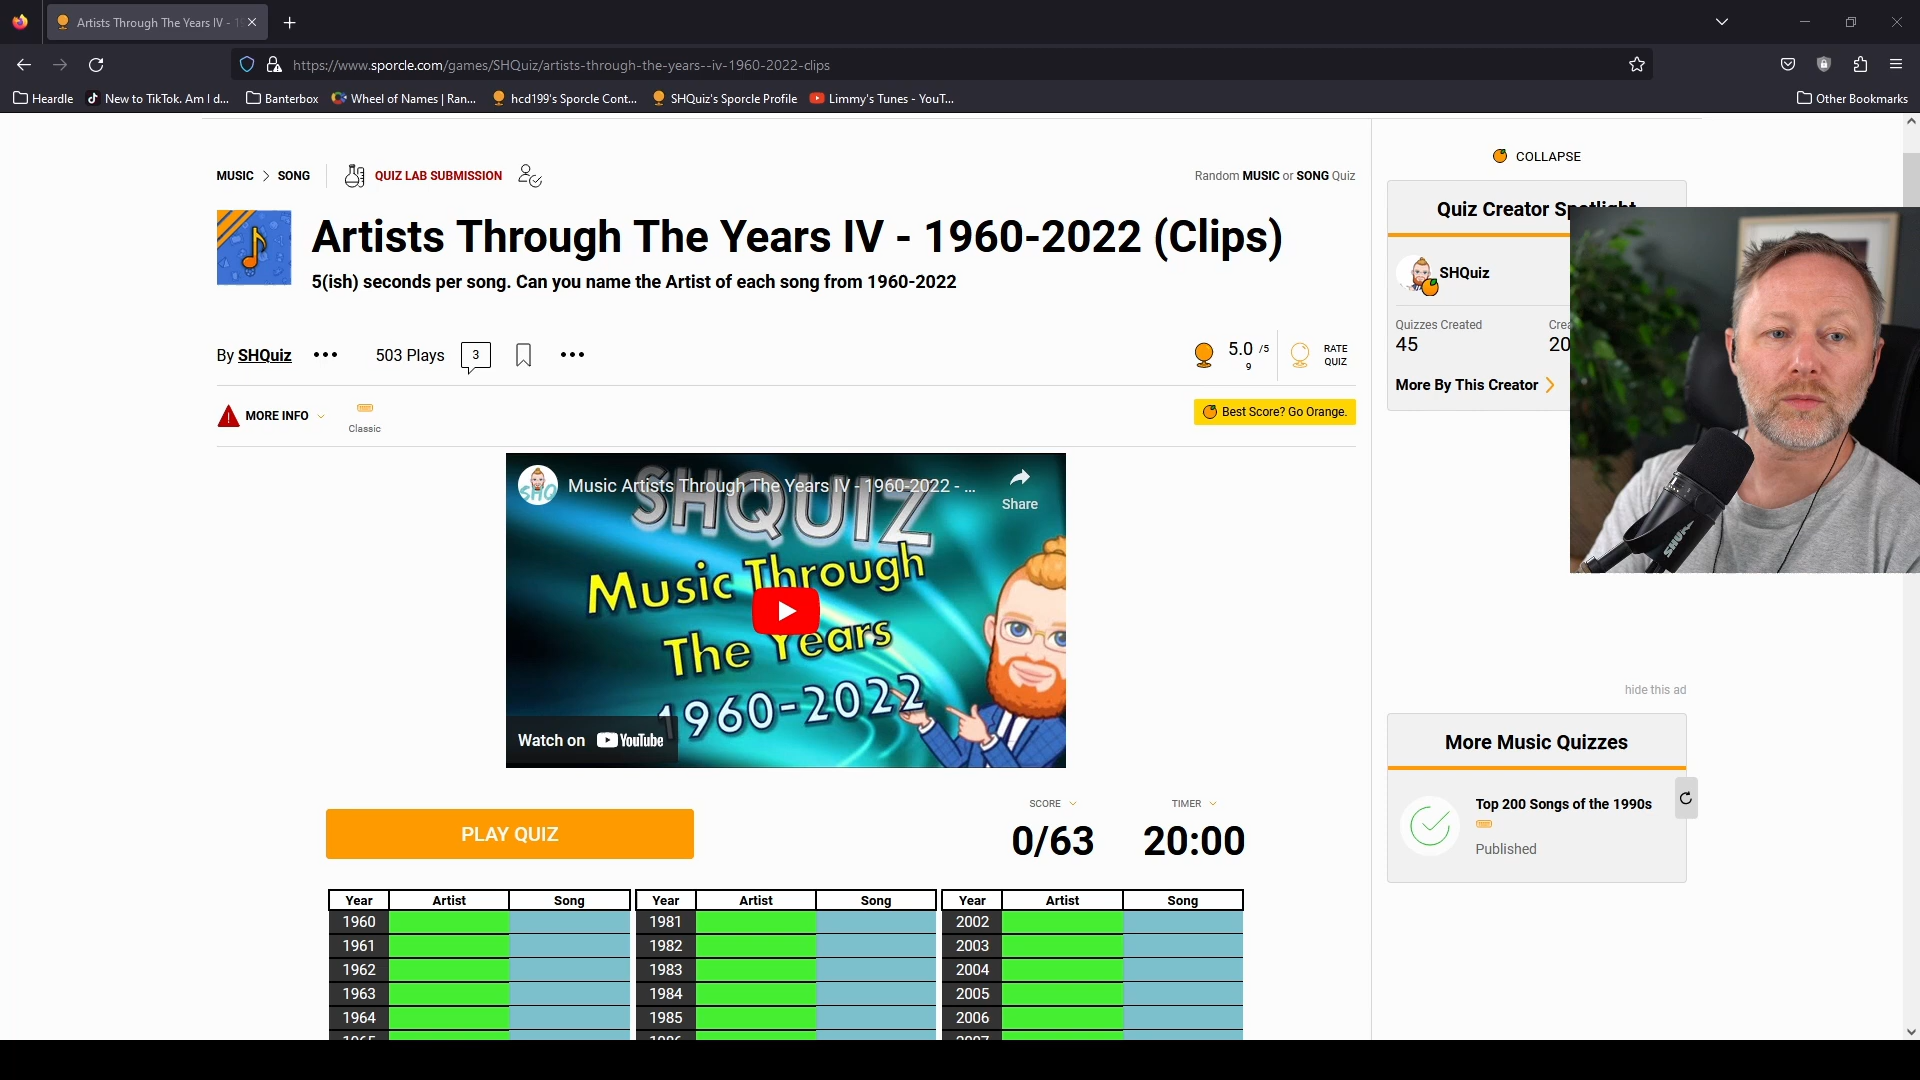 Artists Through The Years IV - 1
https://www.sporcle.com/games/SHQuiz/artists-through-the-years--iv-1960-2022-clips
Heardle
New to TikTok. Am I d...
Banterbox
Wheel of Names | Ran...
hcd199's Sporcle Cont...
SHQuiz's Sporcle Profile
Limmy's Tunes - YouT...
Other Bookmarks
MUSIC > SONG
QUIZ LAB SUBMISSION
Random MUSIC or SONG Quiz
Artists Through The Years IV - 1960-2022 (Clips)
5(ish) seconds per song. Can you name the Artist of each song from 1960-2022
By SHQuiz
503 Plays
3
5.0 /5
9
RATE
QUIZ
MORE INFO
Classic
Best Score? Go Orange.
Music Artists Through The Years IV - 1960-2022 - ...
Share
SHQ
SHQUIZ
Music Through
The Years
1960-2022
Watch on YouTube
PLAY QUIZ
SCORE
0/63
TIMER
20:00
Year Artist Song Year Artist Song Year Artist Song
1960 1981 2002
1961 1982 2003
1962 1983 2004
1963 1984 2005
1964 1985 2006
1965 1986 2007
COLLAPSE
Quiz Creator Spotlight
SHQuiz
Quizzes Created
45
Crea
20
More By This Creator
SHURE
hide this ad
More Music Quizzes
Top 200 Songs of the 1990s
Published